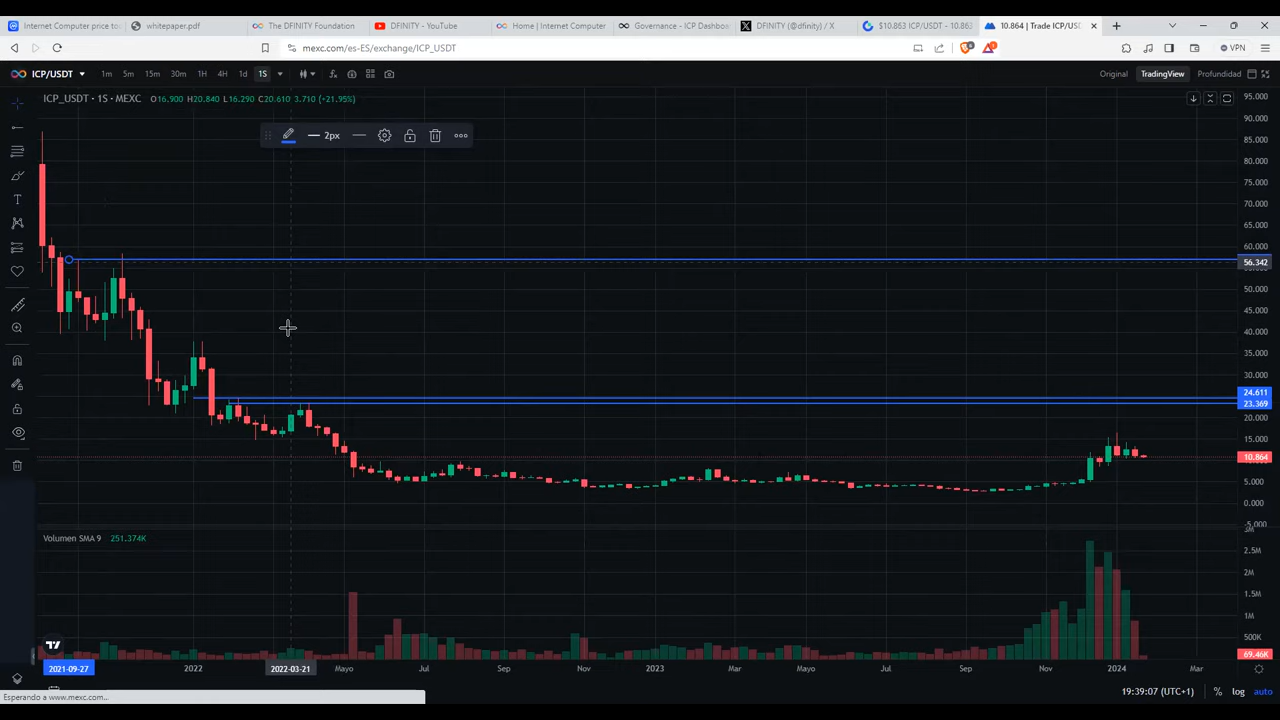 Internet Computer price to
whitepaper.pdf
The DFINITY Foundation
DFINITY - YouTube
Home | Internet Computer
Governance - ICP Dashboa
DFINITY (@dfinity) / X
$10.853 ICP/USDT - 10.863
10.864 | Trade ICP/USD
mexc.com/es-ES/exchange/ICP_USDT
VPN
ICP/USDT
1m 5m 15m 30m 1H 4H 1d 1S
Original TradingView Profundidad
ICP_USDT · 1S · MEXC O16.900 H20.840 L16.290 C20.610 3.710 (+21.95%)
2px
95.000
90.000
85.000
80.000
75.000
70.000
65.000
60.000
56.342
50.000
45.000
40.000
35.000
30.000
24.611
23.369
20.000
15.000
10.864
5.000
0.000
-5.000
Volumen SMA 9 251.374K
3M
2.5M
2M
1.5M
1M
500K
69.46K
2021-09-27 2022 2022-03-21 Mayo Jul Sep Nov 2023 Mar Mayo Jul Sep Nov 2024 Mar
Esperando a www.mexc.com...
19:39:07 (UTC+1) % log auto